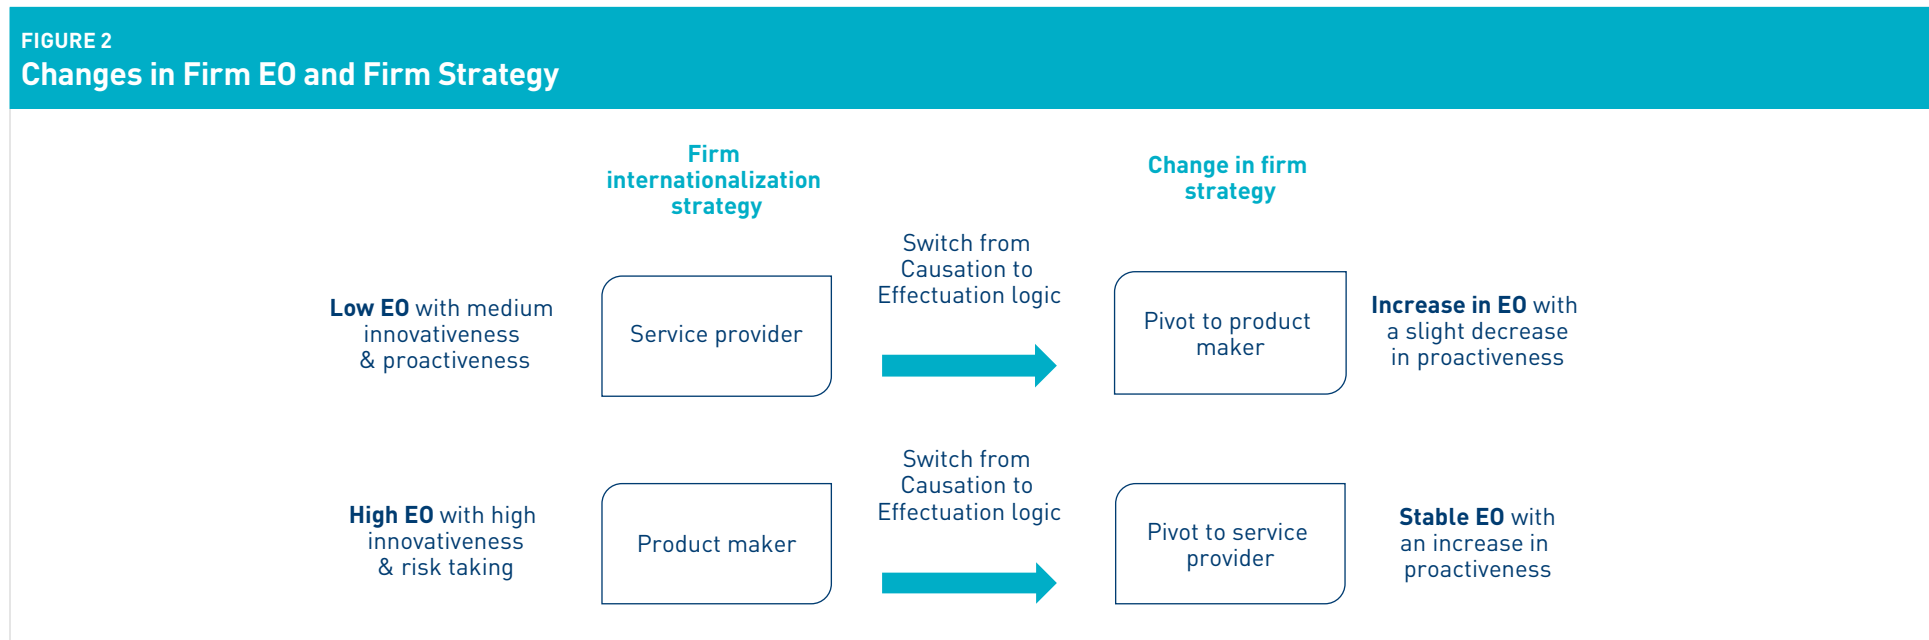 FIGURE 2
Changes in Firm EO and Firm Strategy
Firm
internationalization
strategy
Change in firm
strategy
Low EO with medium
innovativeness
& proactiveness
Service provider
Switch from
Causation to
Effectuation logic
Pivot to product
maker
Increase in EO with
a slight decrease
in proactiveness
High EO with high
innovativeness
& risk taking
Product maker
Switch from
Causation to
Effectuation logic
Pivot to service
provider
Stable EO with
an increase in
proactiveness